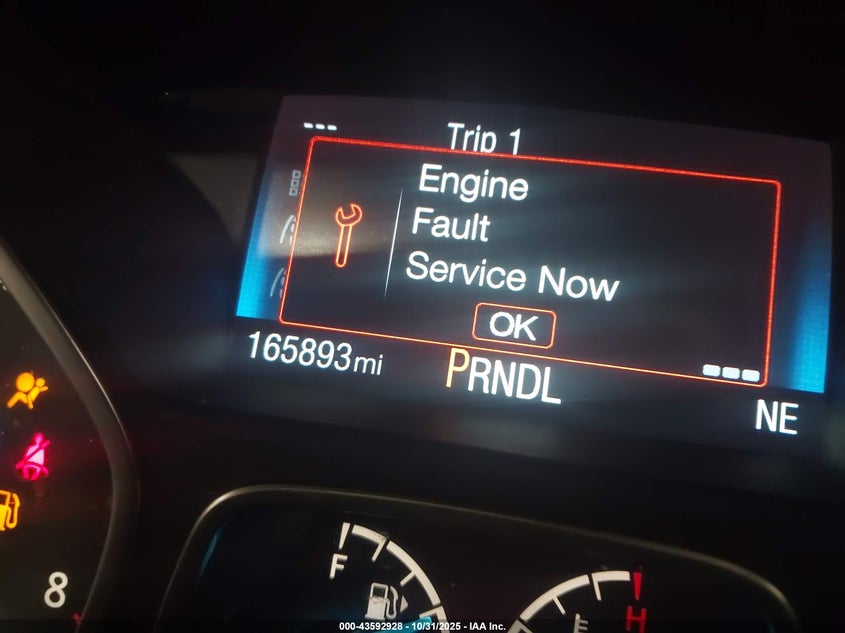 Trip 1
Engine
Fault
Service Now
OK
165893mi
PRNDL
NE
8
F
H
000-43592928 - 10/31/2025 - IAA Inc.